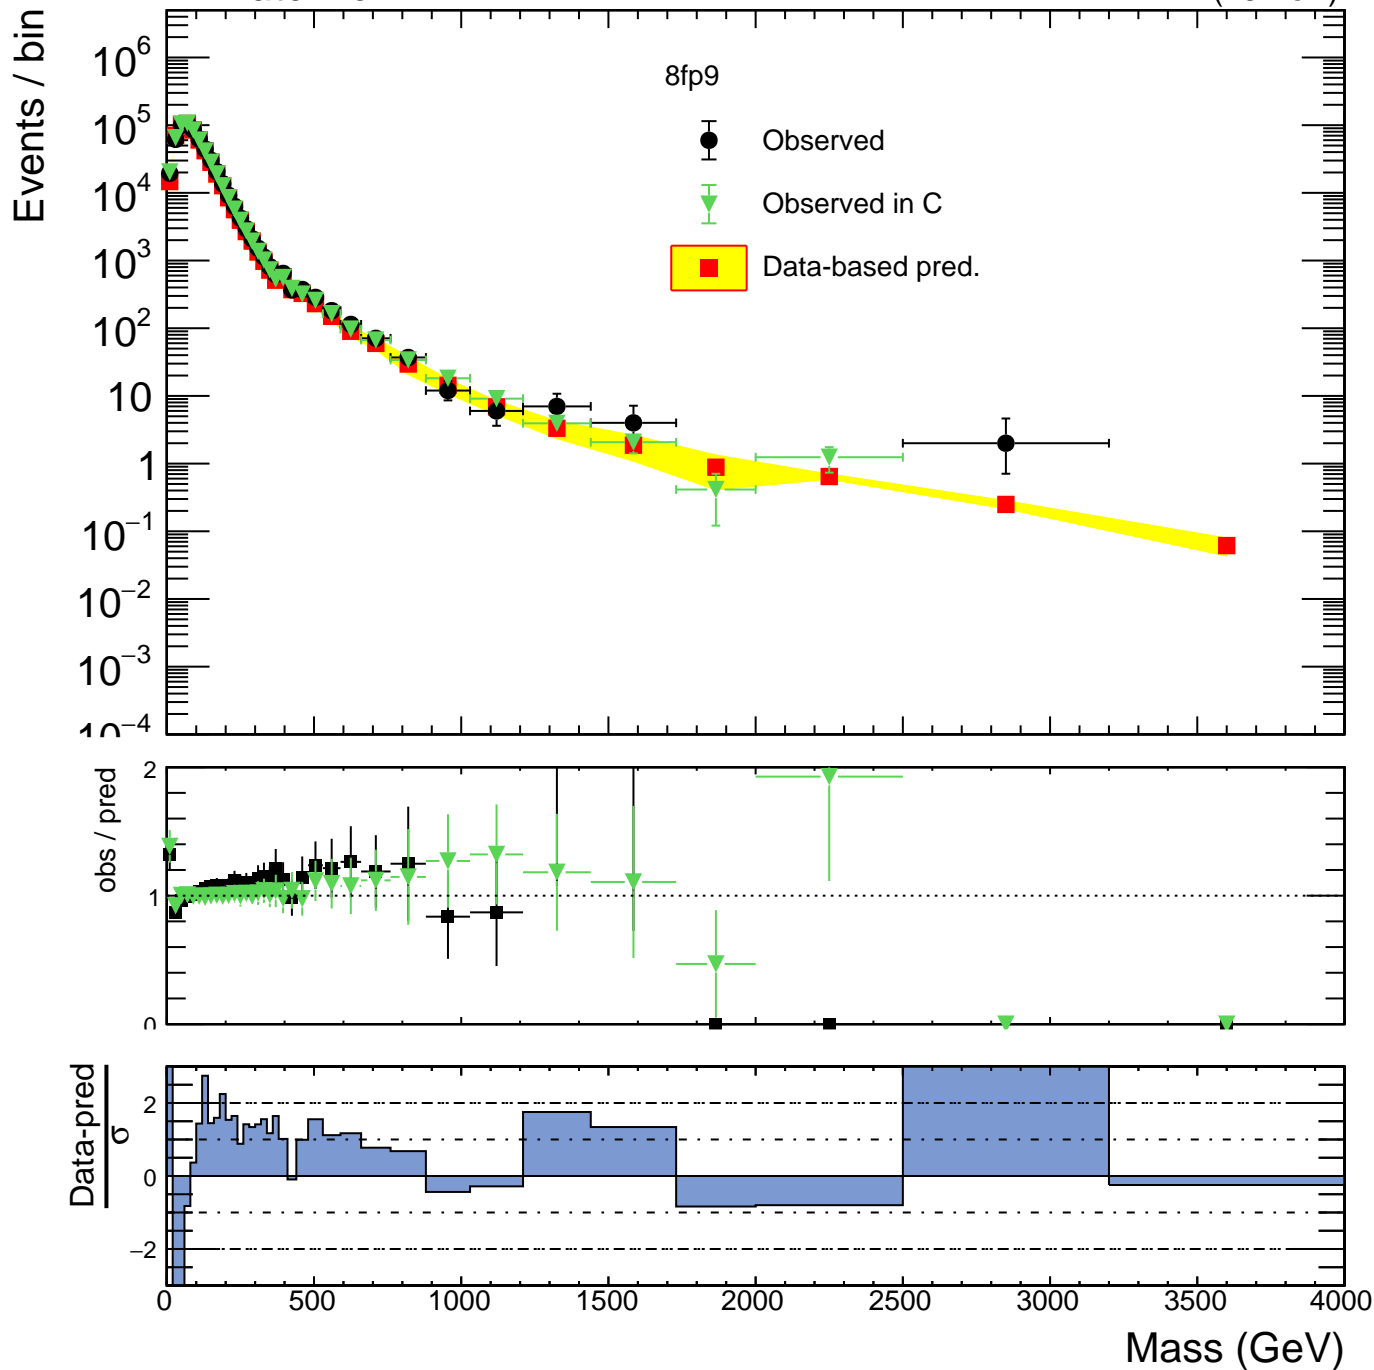 Events / bin
10^6
10^5
10^4
10^3
10^2
10
1
10^−1
10^−2
10^−3
10^−4
8fp9
Observed
Observed in C
Data-based pred.
obs / pred
2
1
0
Data-pred
σ
2
0
−2
0 500 1000 1500 2000 2500 3000 3500 4000
Mass (GeV)